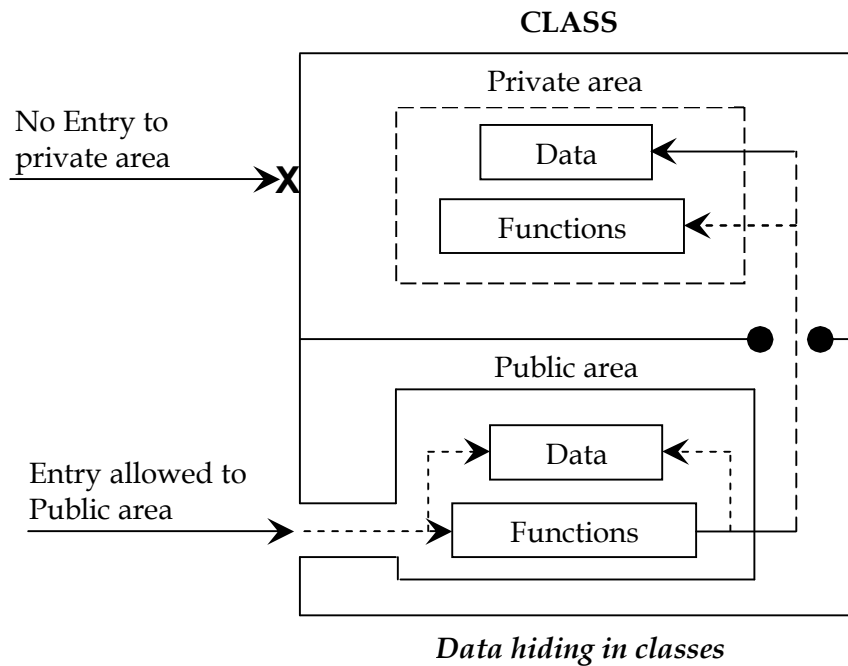 CLASS
Private area
No Entry to
private area
X
Data
Functions
Public area
Entry allowed to
Public area
Data
Functions
Data hiding in classes